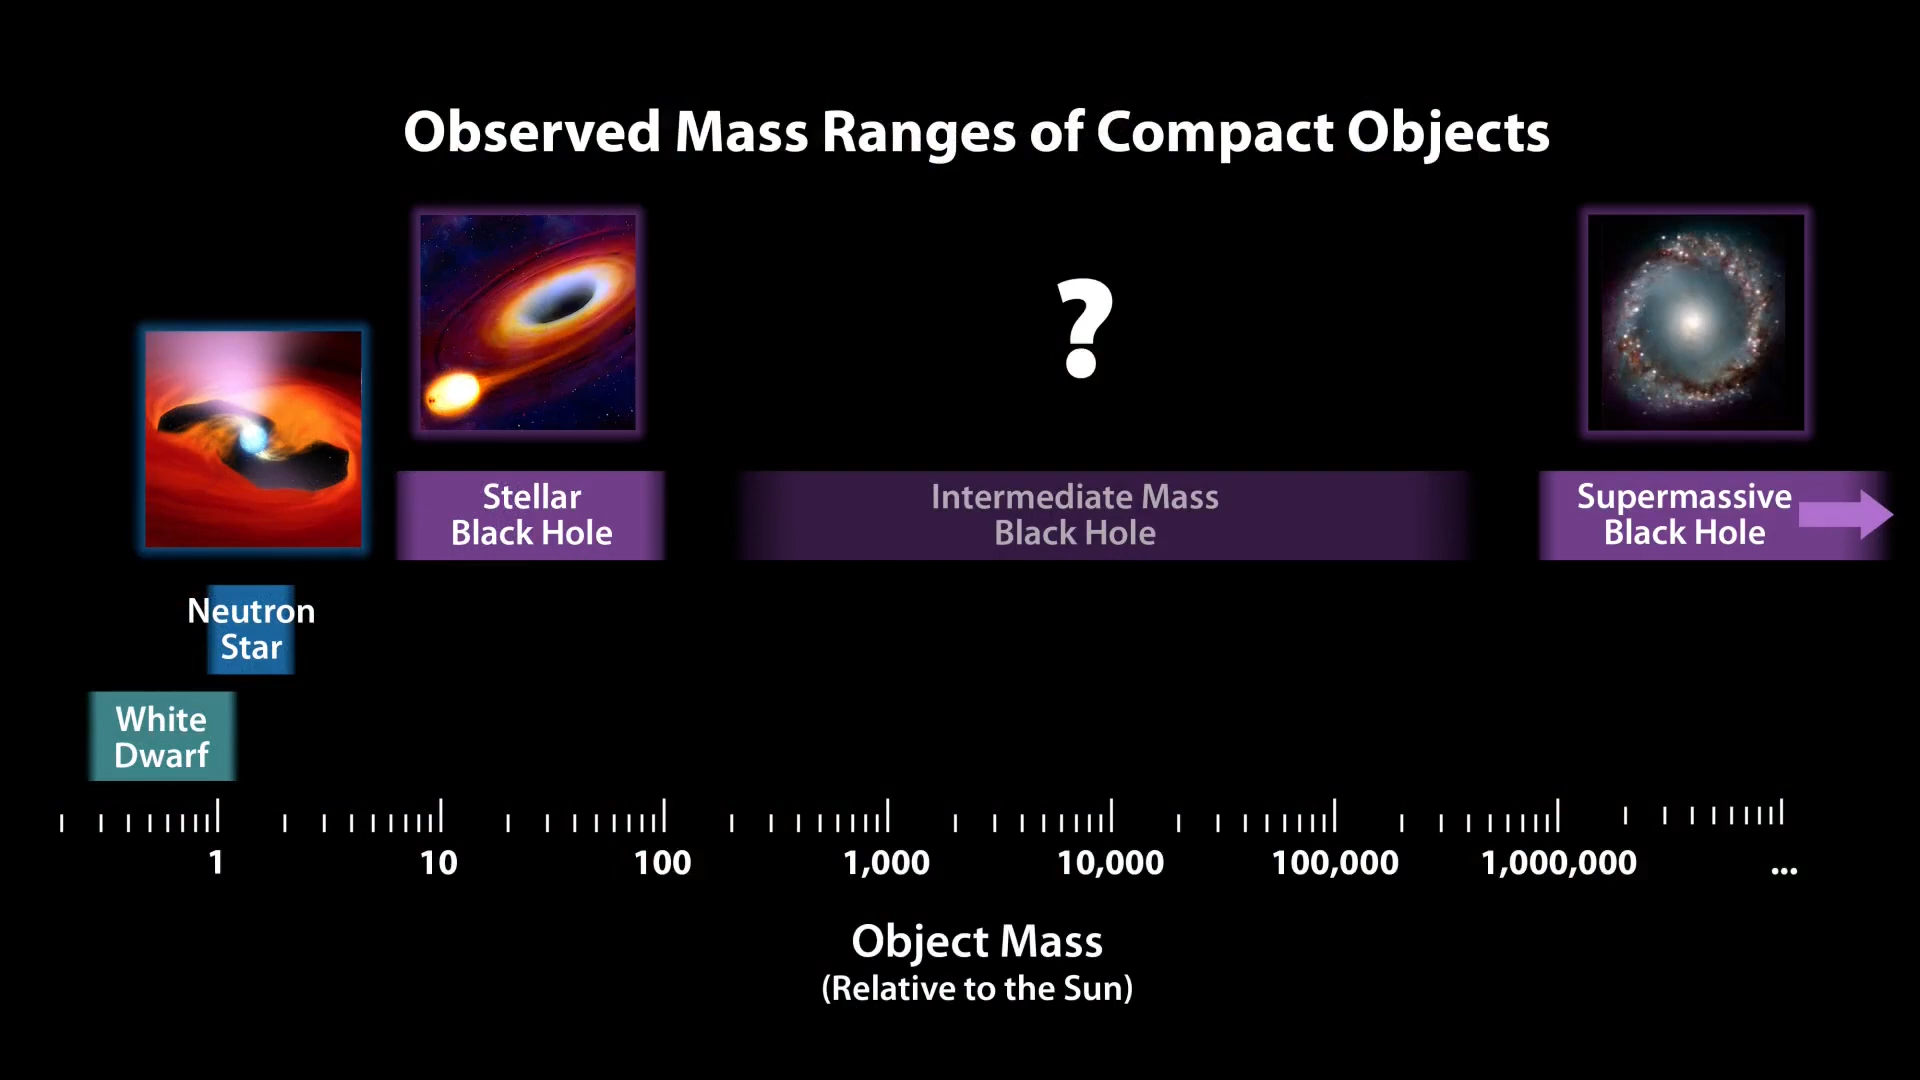 Observed Mass Ranges of Compact Objects
?
Stellar
Black Hole
Intermediate Mass
Black Hole
Supermassive
Black Hole
Neutron
Star
White
Dwarf
1 10 100 1,000 10,000 100,000 1,000,000 ...
Object Mass
(Relative to the Sun)